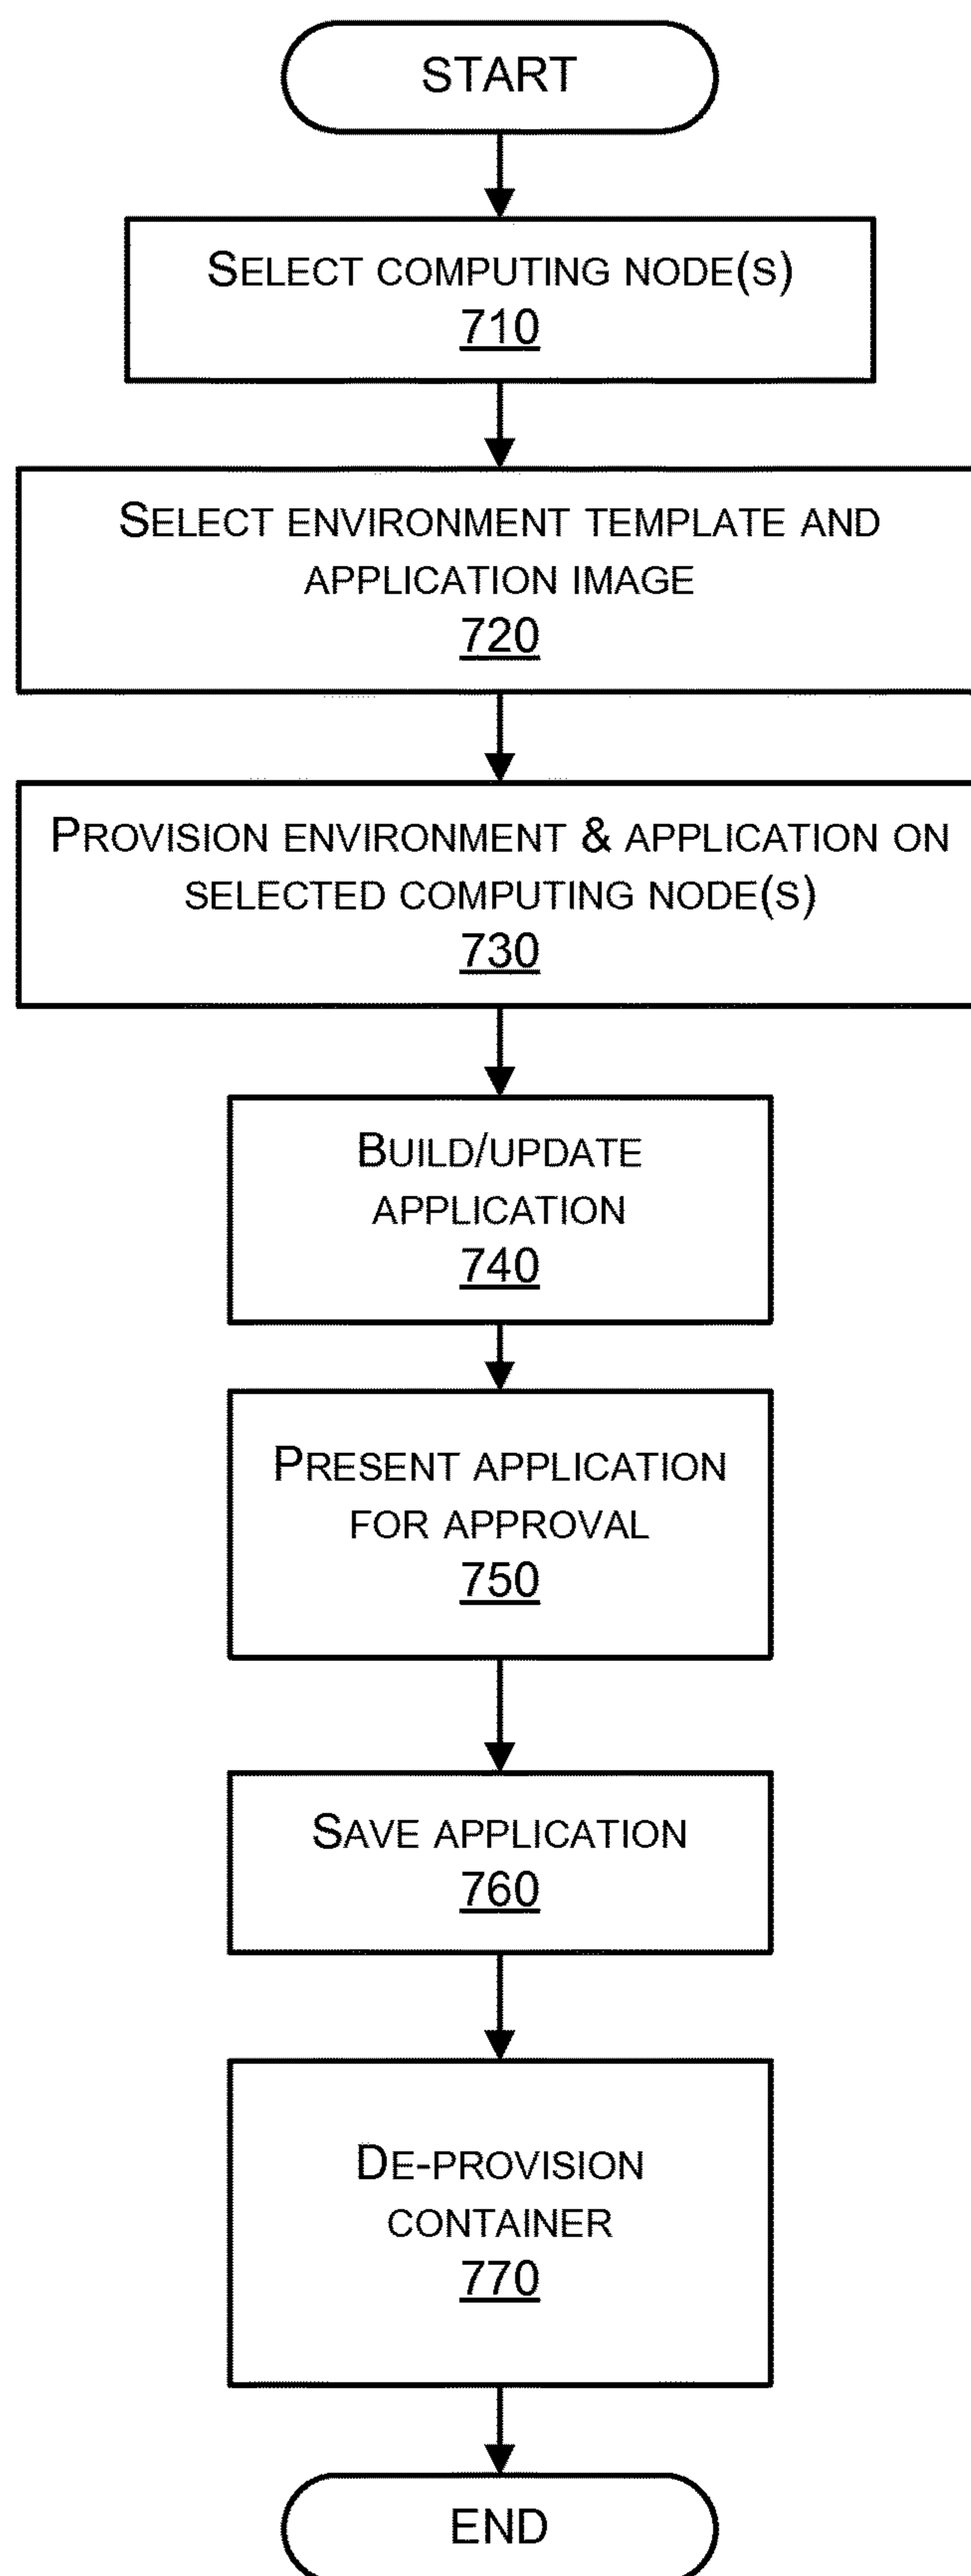 START
SELECT COMPUTING NODE(S)
710
SELECT ENVIRONMENT TEMPLATE AND
APPLICATION IMAGE
720
PROVISION ENVIRONMENT & APPLICATION ON
SELECTED COMPUTING NODE(S)
730
BUILD/UPDATE
APPLICATION
740
PRESENT APPLICATION
FOR APPROVAL
750
SAVE APPLICATION
760
DE-PROVISION
CONTAINER
770
END